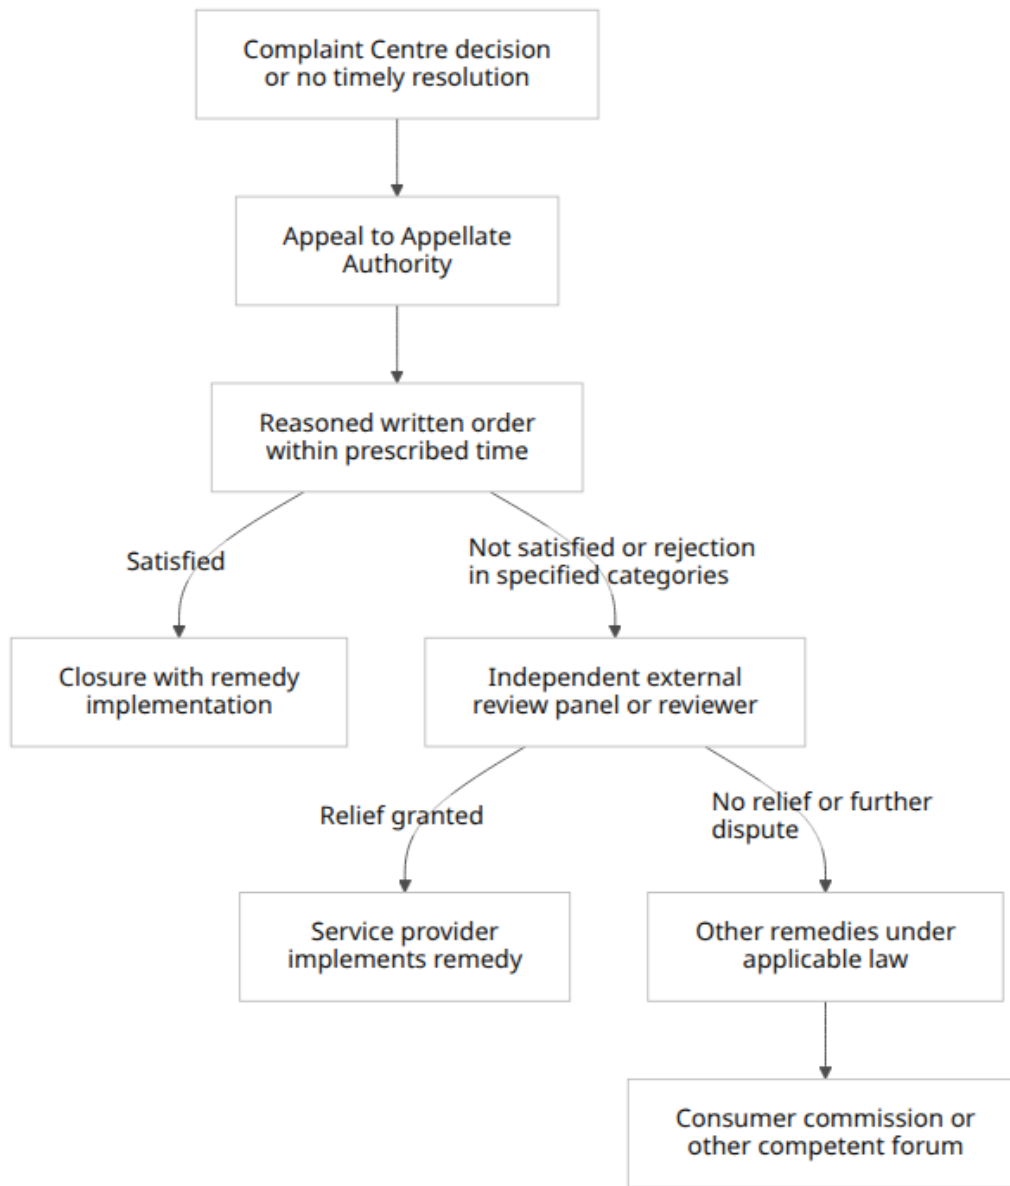 Complaint Centre decision
or no timely resolution
Appeal to Appellate
Authority
Reasoned written order
within prescribed time
Satisfied
Not satisfied or rejection
in specified categories
Closure with remedy
implementation
Independent external
review panel or reviewer
Relief granted
No relief or further
dispute
Service provider
implements remedy
Other remedies under
applicable law
Consumer commission or
other competent forum